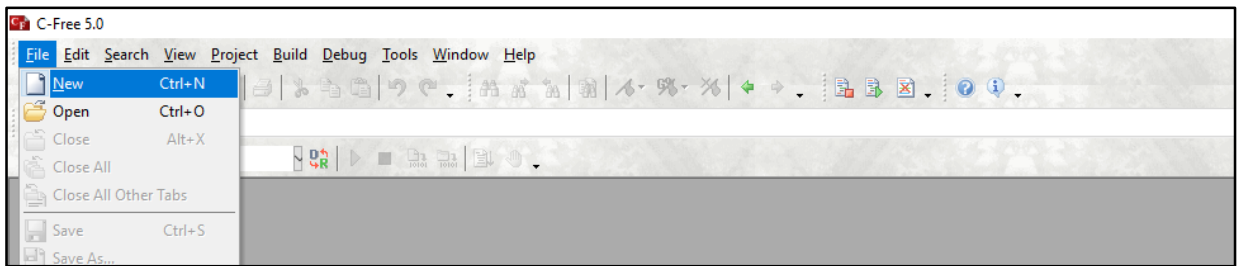 C-Free 5.0
File Edit Search View Project Build Debug Tools Window Help
New Ctrl+N
Open Ctrl+O
Close Alt+X
Close All
Close All Other Tabs
Save Ctrl+S
Save As...